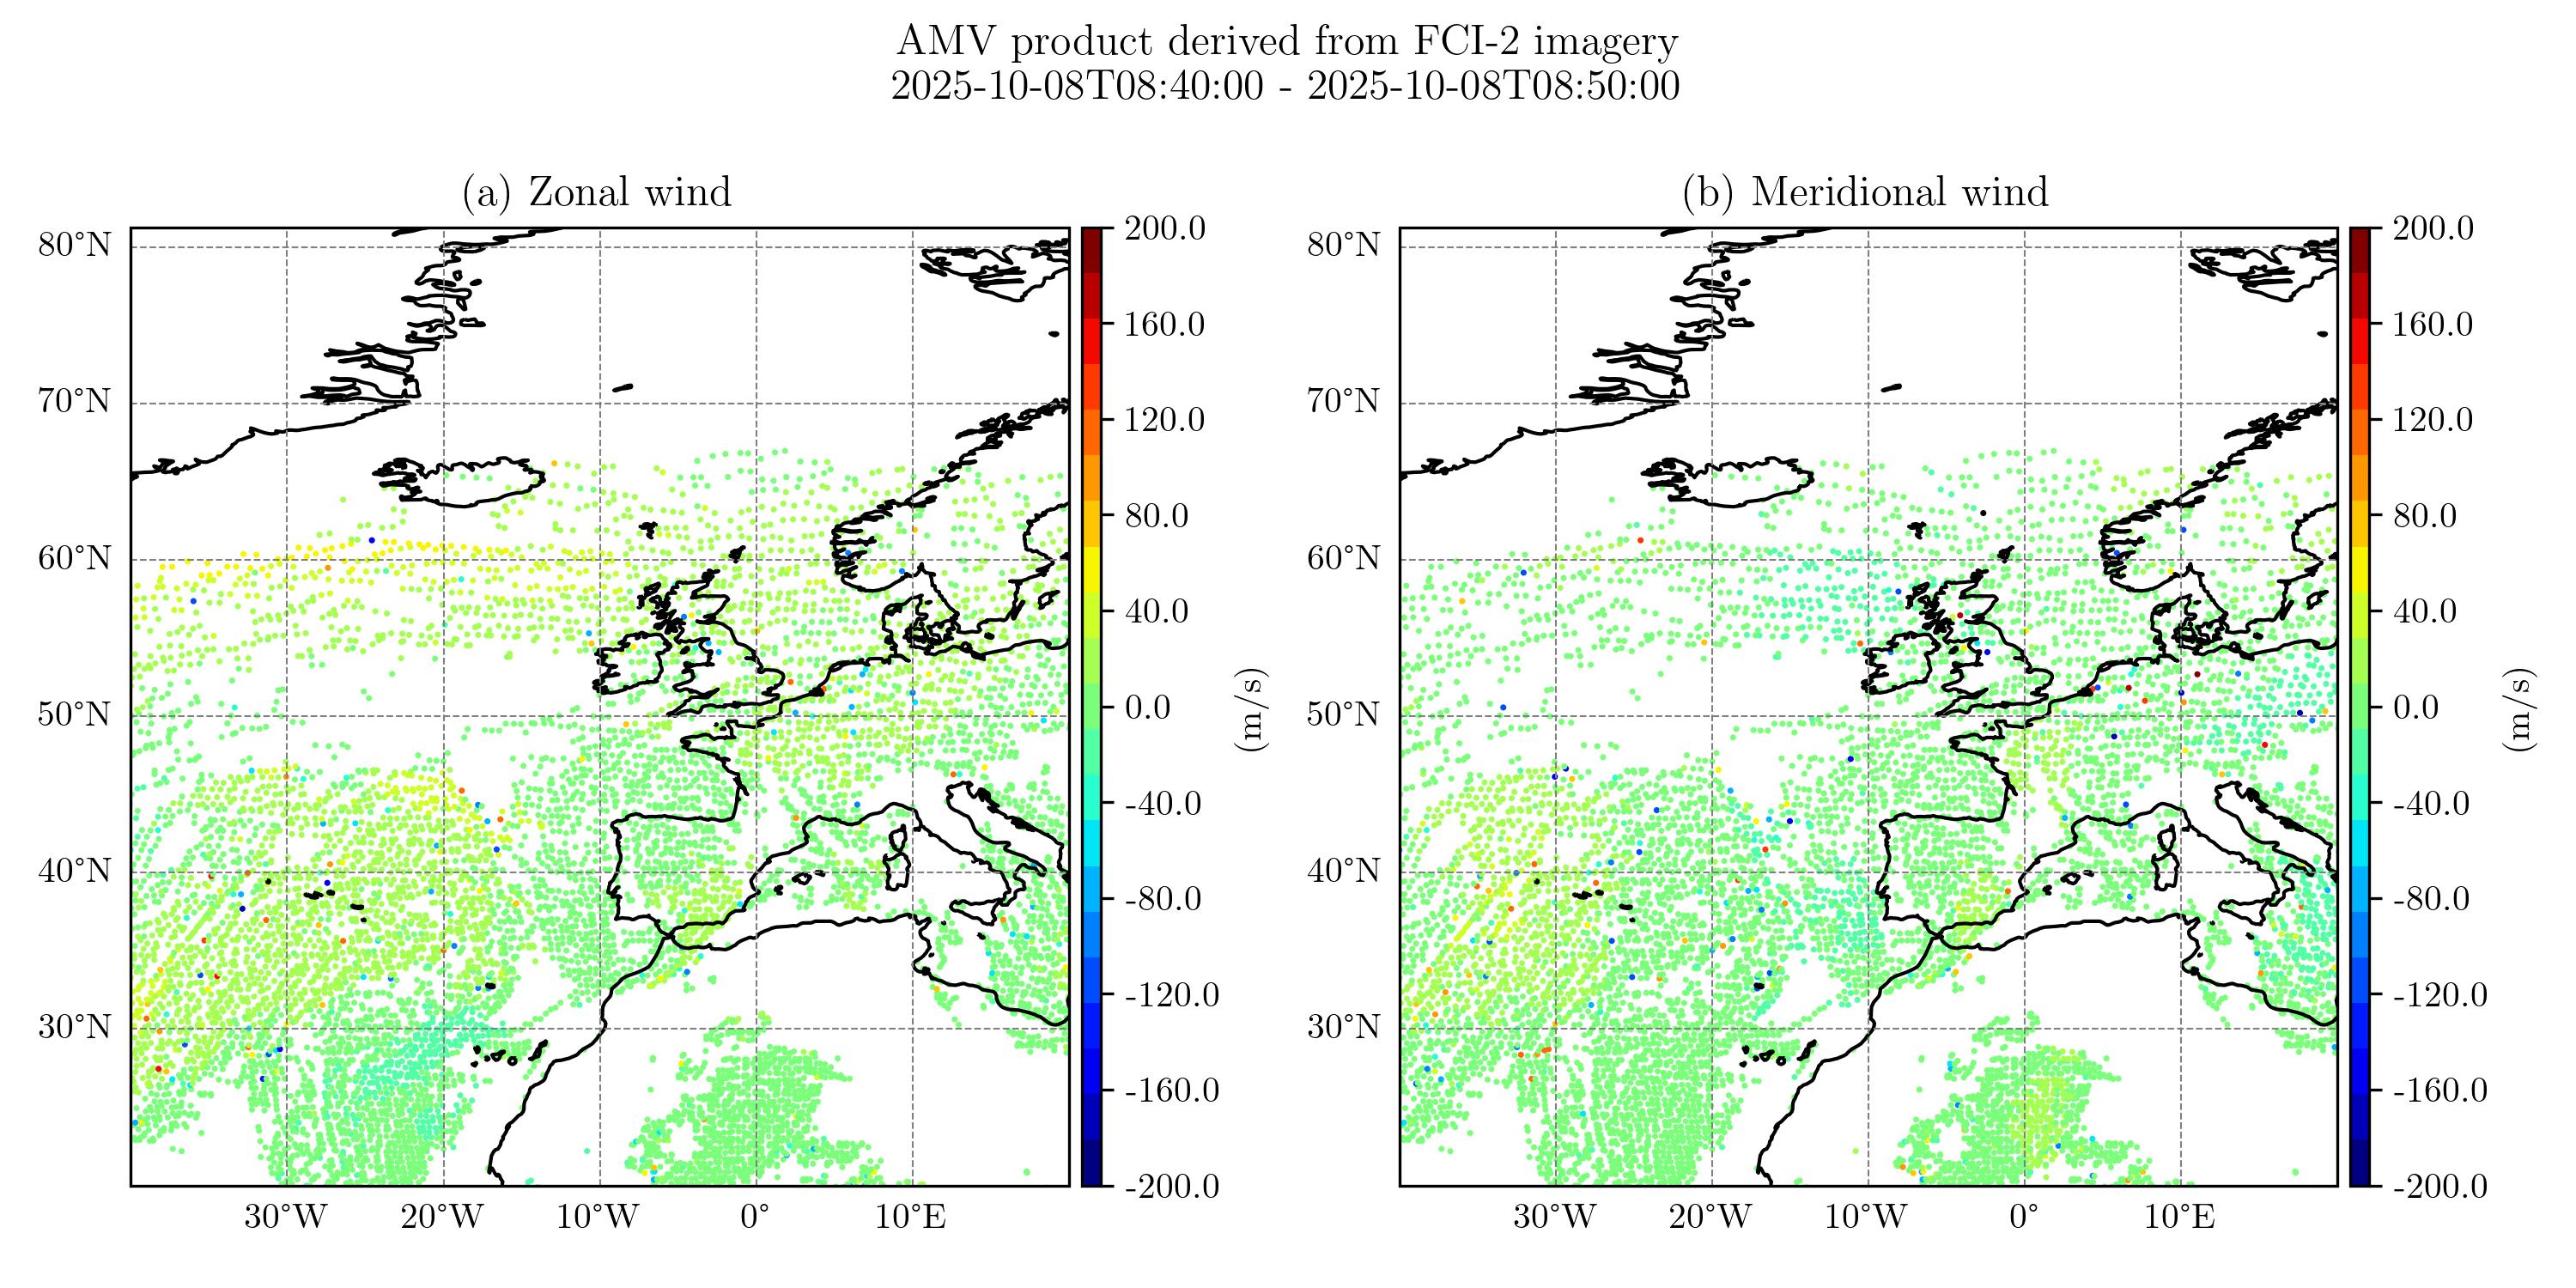 AMV product derived from FCI-2 imagery
2025-10-08T08:40:00 - 2025-10-08T08:50:00
(a) Zonal wind
80°N
70°N
60°N
50°N
40°N
30°N
30°W 20°W 10°W 0° 10°E
200.0
160.0
120.0
80.0
40.0
0.0
-40.0
-80.0
-120.0
-160.0
-200.0
(m/s)
(b) Meridional wind
80°N
70°N
60°N
50°N
40°N
30°N
30°W 20°W 10°W 0° 10°E
200.0
160.0
120.0
80.0
40.0
0.0
-40.0
-80.0
-120.0
-160.0
-200.0
(m/s)